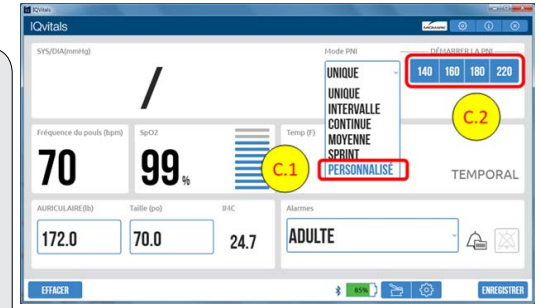 IQvitals
IQvitals
MIDMARK
SYS/DIA(mmHg)
Mode PNI
DÉMARRER LA PNI
/
UNIQUE
140 160 180 220
UNIQUE
INTERVALLE
CONTINUE
MOYENNE
SPRINT
PERSONNALISÉ
C.1
C.2
Fréquence du pouls (bpm)
SpO2
Temp (F)
70
99 %
TEMPORAL
AURICULAIRE(lb)
Taille (po)
IMC
Alarmes
172.0
70.0
24.7
ADULTE
EFFACER
85%
ENREGISTRER